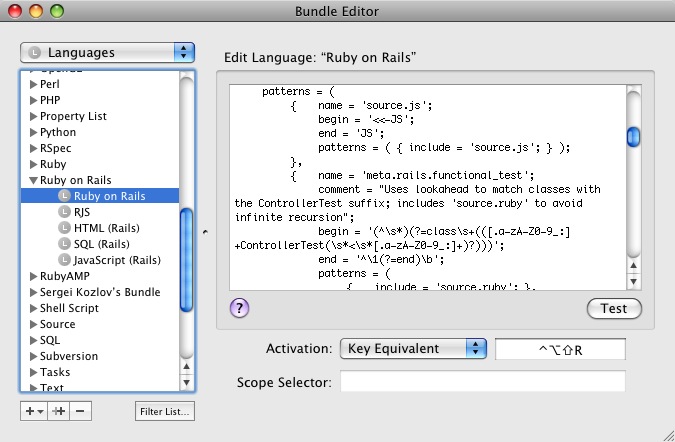 Bundle Editor
Languages
OpenGL
Perl
PHP
Property List
Python
RSpec
Ruby
Ruby on Rails
Ruby on Rails
RJS
HTML (Rails)
SQL (Rails)
JavaScript (Rails)
RubyAMP
Sergei Kozlov's Bundle
Shell Script
Source
SQL
Subversion
Tasks
Text
Filter List...
Edit Language: “Ruby on Rails”
patterns = (
{ name = 'source.js';
begin = '<<-JS';
end = 'JS';
patterns = ( { include = 'source.js'; } );
},
{ name = 'meta.rails.functional_test';
comment = "Uses lookahead to match classes with
the ControllerTest suffix; includes 'source.ruby' to avoid
infinite recursion";
begin = '(^\s*)(?=class\s+(([.a-zA-Z0-9_:]
+ControllerTest(\s*<\s*[.a-zA-Z0-9_:]+)?)))';
end = '^\1(?=end)\b';
patterns = (
{ include = 'source.ruby'; },
?
Test
Activation:
Key Equivalent
^⌥⇧R
Scope Selector: